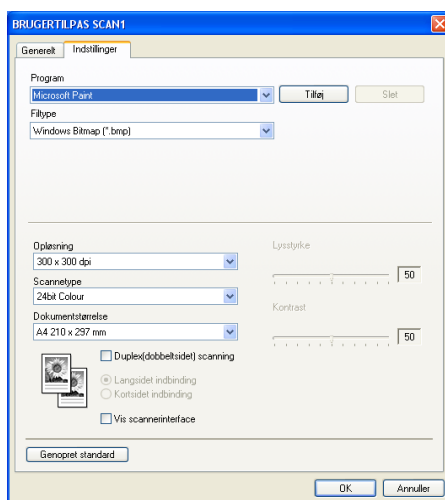 BRUGERTILPAS SCAN1
Generelt
Indstillinger
Program
Microsoft Paint
Tilføj
Slet
Filtype
Windows Bitmap (*.bmp)
Opløsning
300 x 300 dpi
Lysstyrke
50
Scannetype
24bit Colour
Kontrast
50
Dokumentstørrelse
A4 210 x 297 mm
Duplex(dobbeltsidet) scanning
Langsidet indbinding
Kortsidet indbinding
Vis scannerinterface
Genopret standard
OK
Annuller